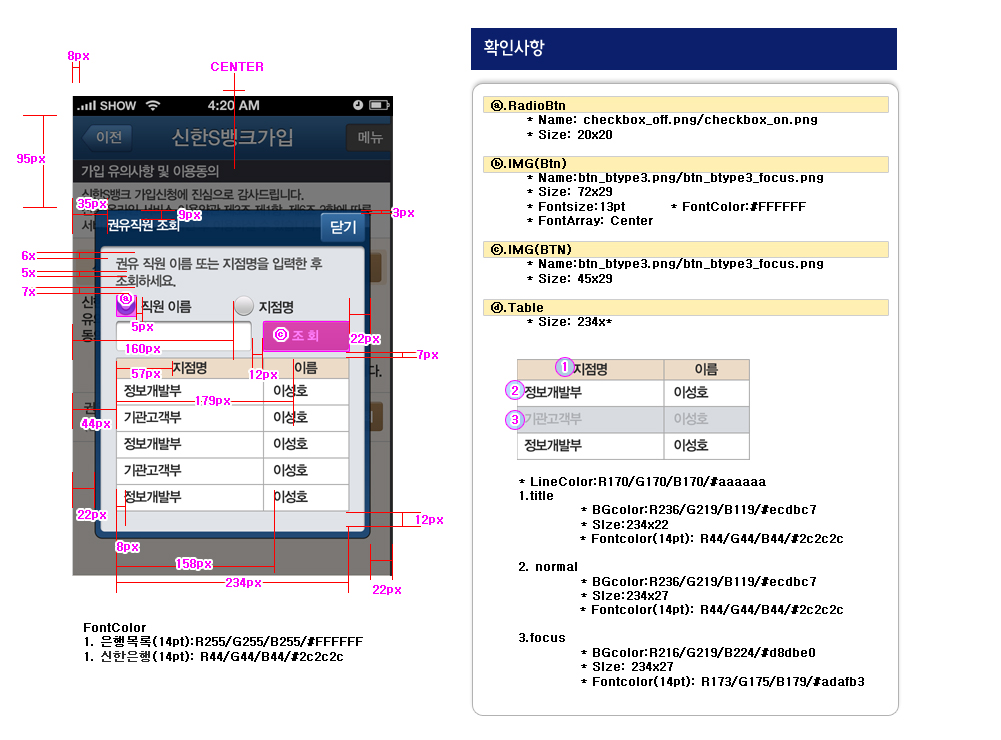 8px
CENTER
SHOW
4:20 AM
이전
신한S뱅크가입
메뉴
95px
가입 유의사항 및 이용동의
신한S뱅크 가입신청에 진심으로 감사드립니다.
35px
9px
3px
권유직원 조회
닫기
6x
권유 직원 이름 또는 지점명을 입력한 후
5x
조회하세요.
7x
ⓐ
직원 이름
지점명
5px
ⓒ 조 회
22px
160px
7px
지점명
이름
57px
12px
정보개발부
이성호
179px
기관고객부
이성호
44px
정보개발부
이성호
기관고객부
이성호
정보개발부
이성호
22px
12px
8px
158px
234px
22px
FontColor
1. 은행목록(14pt):R255/G255/B255/#FFFFFF
1. 신한은행(14pt): R44/G44/B44/#2c2c2c
확인사항
ⓐ.RadioBtn
* Name: checkbox_off.png/checkbox_on.png
* Size: 20x20
ⓑ.IMG(Btn)
* Name:btn_btype3.png/btn_btype3_focus.png
* Size: 72x29
* Fontsize:13pt * FontColor:#FFFFFF
* FontArray: Center
ⓒ.IMG(BTN)
* Name:btn_btype3.png/btn_btype3_focus.png
* Size: 45x29
ⓓ.Table
* Size: 234x*
1 지점명 이름
2 정보개발부 이성호
3 기관고객부 이성호
정보개발부 이성호
* LineColor:R170/G170/B170/#aaaaaa
1.title
* BGcolor:R236/G219/B119/#ecdbc7
* SIze:234x22
* Fontcolor(14pt): R44/G44/B44/#2c2c2c
2. normal
* BGcolor:R236/G219/B119/#ecdbc7
* SIze:234x27
* Fontcolor(14pt): R44/G44/B44/#2c2c2c
3.focus
* BGcolor:R216/G219/B224/#d8dbe0
* SIze: 234x27
* Fontcolor(14pt): R173/G175/B179/#adafb3